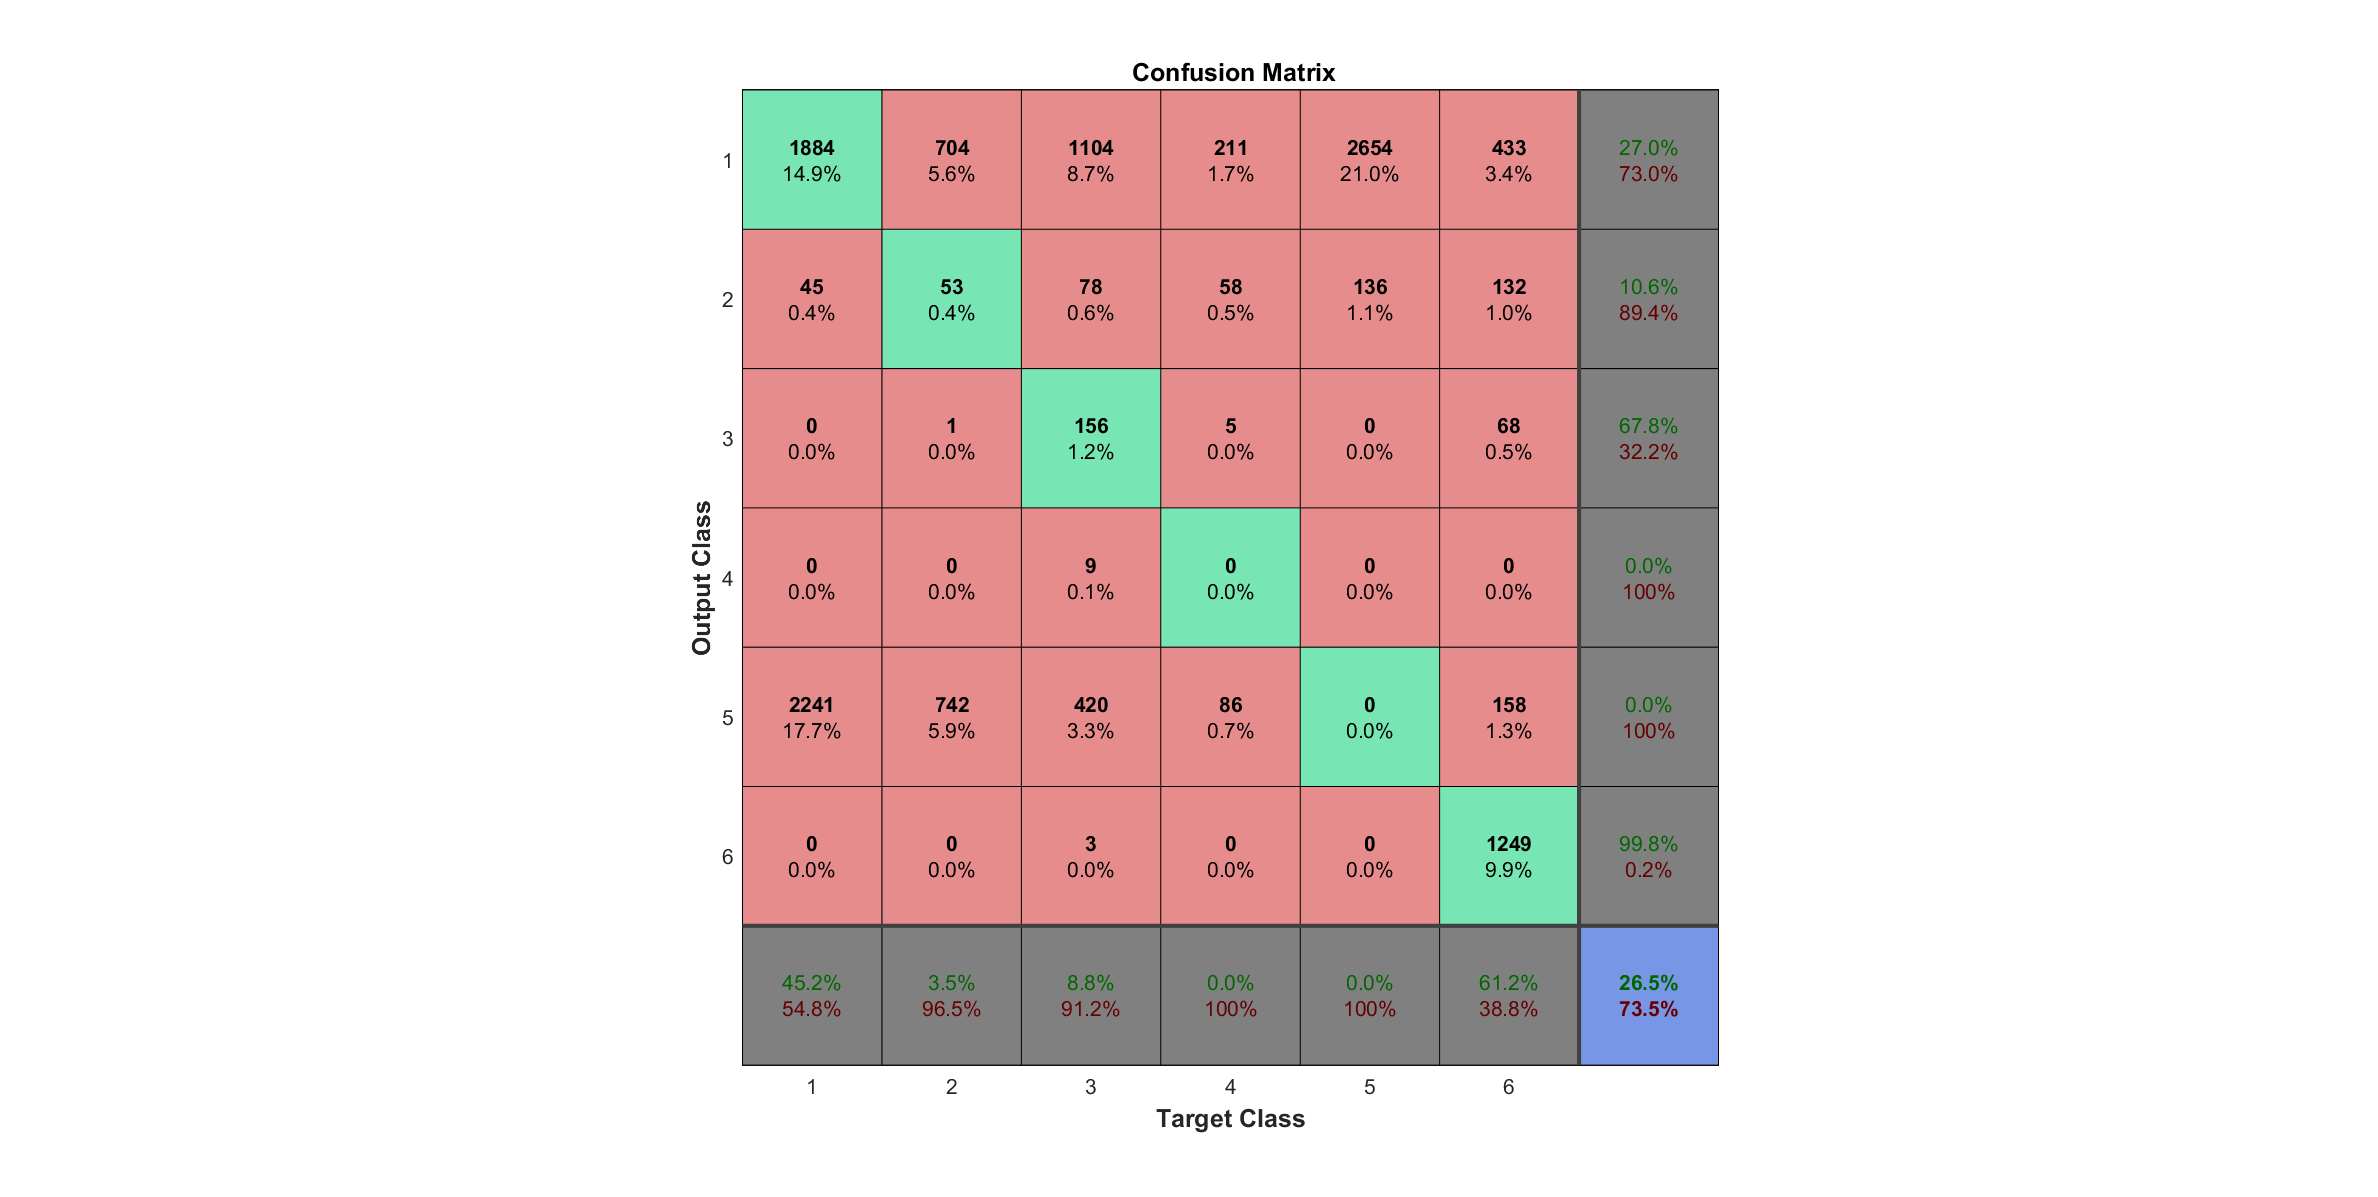 Confusion Matrix
1884 704 1104 211 2654 433 27.0%
14.9% 5.6% 8.7% 1.7% 21.0% 3.4% 73.0%
1
45 53 78 58 136 132 10.6%
0.4% 0.4% 0.6% 0.5% 1.1% 1.0% 89.4%
2
0 1 156 5 0 68 67.8%
0.0% 0.0% 1.2% 0.0% 0.0% 0.5% 32.2%
3
0 0 9 0 0 0 0.0%
0.0% 0.0% 0.1% 0.0% 0.0% 0.0% 100%
4
2241 742 420 86 0 158 0.0%
17.7% 5.9% 3.3% 0.7% 0.0% 1.3% 100%
5
0 0 3 0 0 1249 99.8%
0.0% 0.0% 0.0% 0.0% 0.0% 9.9% 0.2%
6
45.2% 3.5% 8.8% 0.0% 0.0% 61.2% 26.5%
54.8% 96.5% 91.2% 100% 100% 38.8% 73.5%
1 2 3 4 5 6
Target Class
Output Class